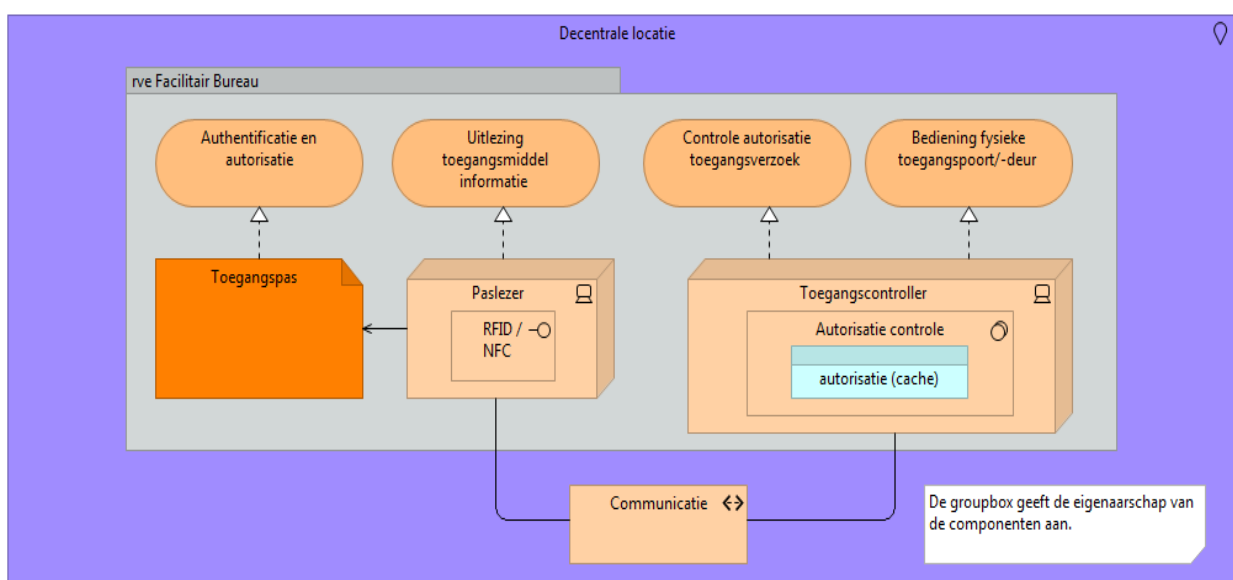 Decentrale locatie
rve Facilitair Bureau
Authentificatie en
autorisatie
Uitlezing
toegangsmiddel
informatie
Controle autorisatie
toegangsverzoek
Bediening fysieke
toegangspoort/-deur
Toegangspas
Paslezer
RFID /
NFC
Toegangscontroller
Autorisatie controle
autorisatie (cache)
Communicatie
De groupbox geeft de eigenaarschap van
de componenten aan.